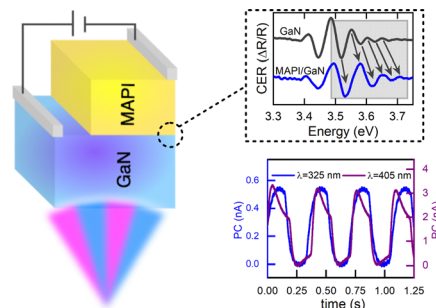 MAPI
GaN
CER (ΔR/R)
GaN
MAPI/GaN
3.3 3.4 3.5 3.6 3.7
Energy (eV)
λ=325 nm λ=405 nm
PC (nA)
0.6
0.4
0.2
0.0
4
3
2
1
0
PC (nA)
0.00 0.25 0.50 0.75 1.00 1.25
time (s)